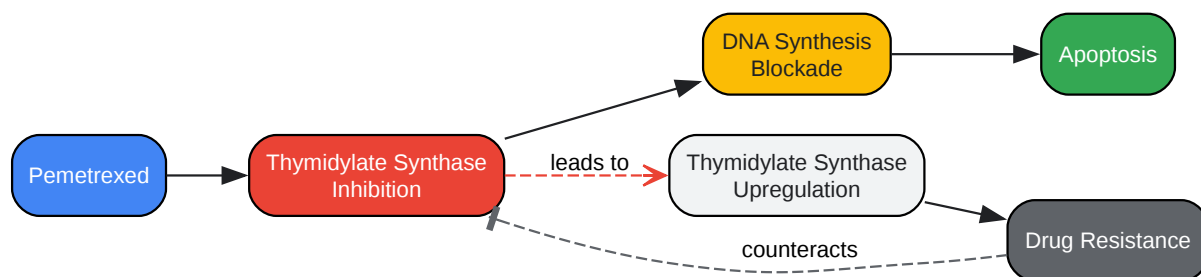 DNA Synthesis
Blockade
Apoptosis
Pemetrexed
Thymidylate Synthase
Inhibition
leads to
Thymidylate Synthase
Upregulation
counteracts
Drug Resistance